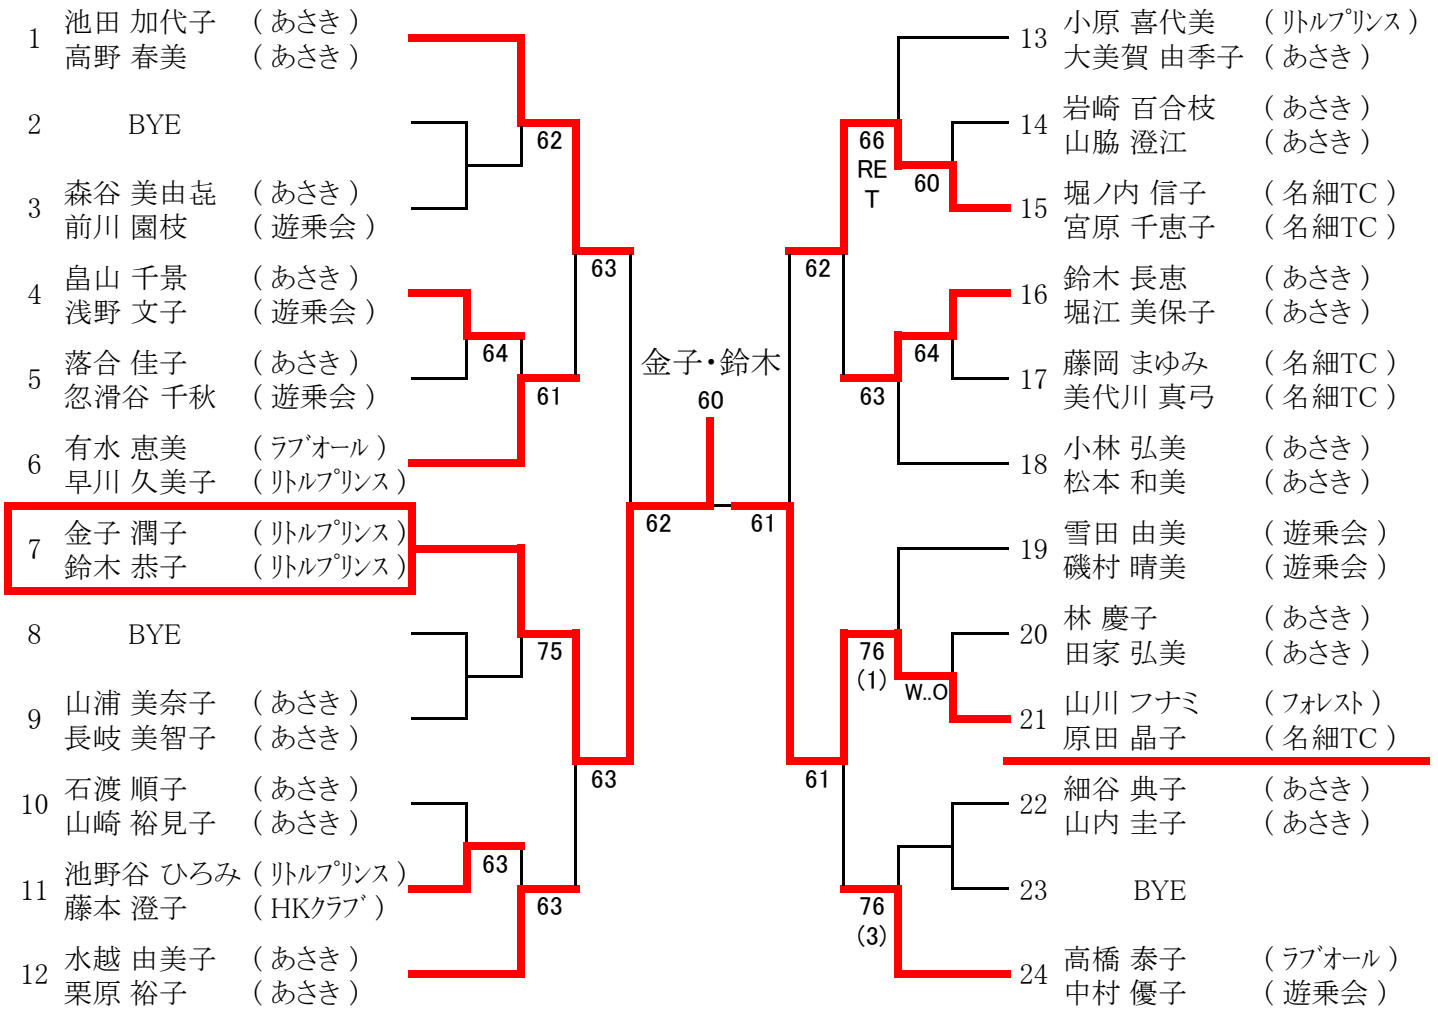 1 池田 加代子 ( あさき )
高野 春美 ( あさき )
2 BYE
3 森谷 美由㐂 ( あさき )
前川 園枝 ( 遊乗会 )
4 畠山 千景 ( あさき )
浅野 文子 ( 遊乗会 )
5 落合 佳子 ( あさき )
忍滑谷 千秋 ( 遊乗会 )
6 有水 恵美 ( ラブオール )
早川 久美子 ( リトルプリンス )
7 金子 潤子 ( リトルプリンス )
鈴木 恭子 ( リトルプリンス )
8 BYE
9 山浦 美奈子 ( あさき )
長岐 美智子 ( あさき )
10 石渡 順子 ( あさき )
山崎 裕見子 ( あさき )
11 池野谷 ひろみ ( リトルプリンス )
藤本 澄子 ( HKクラブ )
12 水越 由美子 ( あさき )
栗原 裕子 ( あさき )
62
64
61
63
75
63
63
63
62
金子・鈴木
60
61
62
61
66
RE
T
60
64
63
76
(1)
W..O
76
(3)
13 小原 喜代美 ( リトルプリンス )
大美賀 由季子 ( あさき )
14 岩崎 百合枝 ( あさき )
山脇 澄江 ( あさき )
15 堀ノ内 信子 ( 名細TC )
宮原 千恵子 ( 名細TC )
16 鈴木 長恵 ( あさき )
堀江 美保子 ( あさき )
17 藤岡 まゆみ ( 名細TC )
美代川 真弓 ( 名細TC )
18 小林 弘美 ( あさき )
松本 和美 ( あさき )
19 雪田 由美 ( 遊乗会 )
磯村 晴美 ( 遊乗会 )
20 林 慶子 ( あさき )
田家 弘美 ( あさき )
21 山川 フナミ ( フォレスト )
原田 晶子 ( 名細TC )
22 細谷 典子 ( あさき )
山内 圭子 ( あさき )
23 BYE
24 高橋 泰子 ( ラブオール )
中村 優子 ( 遊乗会 )